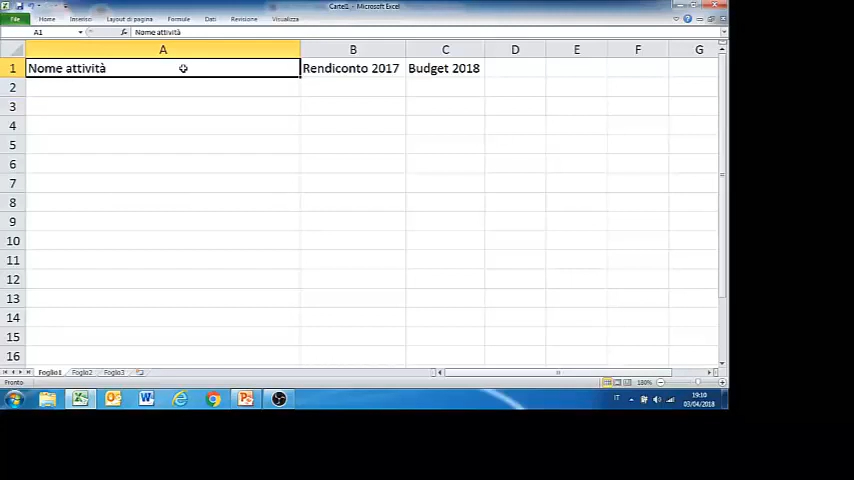 Cartel1 - Microsoft Excel
File Home Inserisci Layout di pagina Formule Dati Revisione Visualizza
A1 fx Nome attività
A B C D E F G
1 Nome attività Rendiconto 2017 Budget 2018
2
3
4
5
6
7
8
9
10
11
12
13
14
15
16
Foglio1 Foglio2 Foglio3
Pronto 180%
IT 19:10
03/04/2018